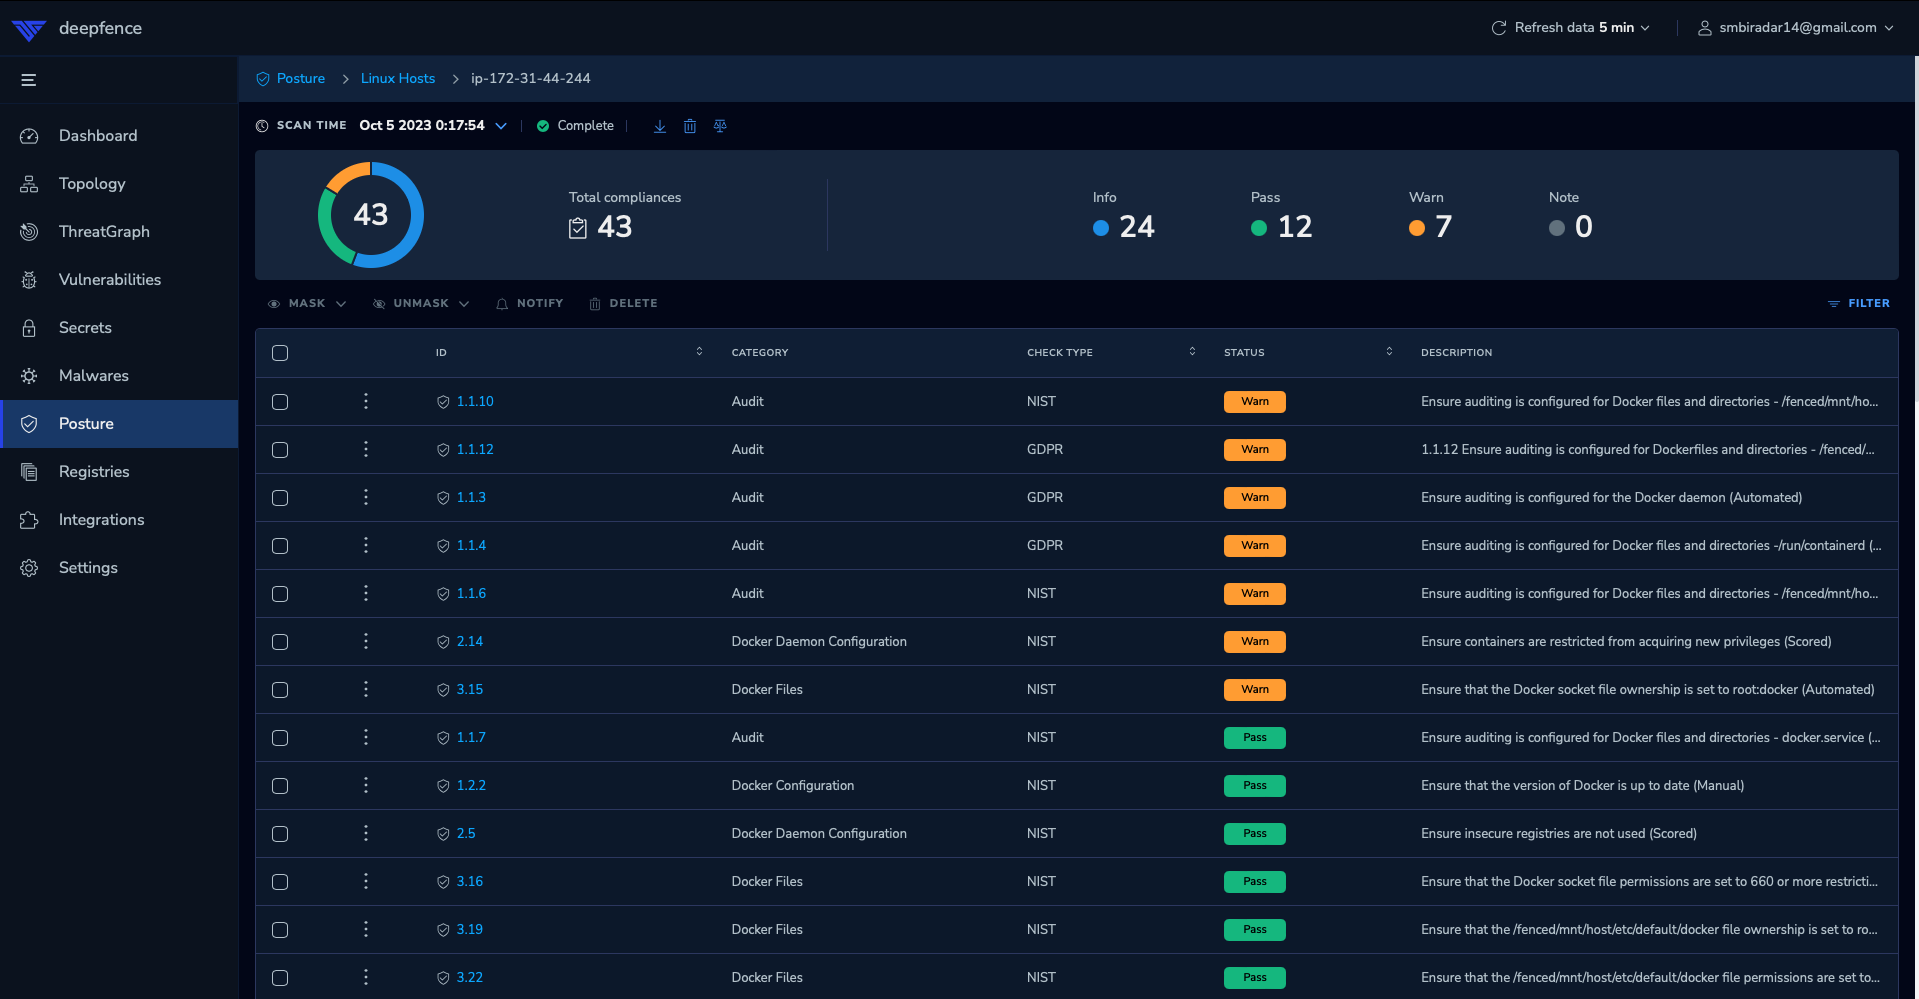 deepfence
Refresh data 5 min
smbiradar14@gmail.com
Posture
Linux Hosts
ip-172-31-44-244
SCAN TIME Oct 5 2023 0:17:54
Complete
Dashboard
Topology
ThreatGraph
Vulnerabilities
Secrets
Malwares
Posture
Registries
Integrations
Settings
43
Total compliances
43
Info
24
Pass
12
Warn
7
Note
0
MASK
UNMASK
NOTIFY
DELETE
FILTER
ID CATEGORY CHECK TYPE STATUS DESCRIPTION
1.1.10 Audit NIST Warn Ensure auditing is configured for Docker files and directories - /fenced/mnt/ho...
1.1.12 Audit GDPR Warn 1.1.12 Ensure auditing is configured for Dockerfiles and directories - /fenced/...
1.1.3 Audit GDPR Warn Ensure auditing is configured for the Docker daemon (Automated)
1.1.4 Audit GDPR Warn Ensure auditing is configured for Docker files and directories -/run/containerd (...
1.1.6 Audit NIST Warn Ensure auditing is configured for Docker files and directories - /fenced/mnt/ho...
2.14 Docker Daemon Configuration NIST Warn Ensure containers are restricted from acquiring new privileges (Scored)
3.15 Docker Files NIST Warn Ensure that the Docker socket file ownership is set to root:docker (Automated)
1.1.7 Audit NIST Pass Ensure auditing is configured for Docker files and directories - docker.service (...
1.2.2 Docker Configuration NIST Pass Ensure that the version of Docker is up to date (Manual)
2.5 Docker Daemon Configuration NIST Pass Ensure insecure registries are not used (Scored)
3.16 Docker Files NIST Pass Ensure that the Docker socket file permissions are set to 660 or more restricti...
3.19 Docker Files NIST Pass Ensure that the /fenced/mnt/host/etc/default/docker file ownership is set to ro...
3.22 Docker Files NIST Pass Ensure that the /fenced/mnt/host/etc/default/docker file permissions are set to...